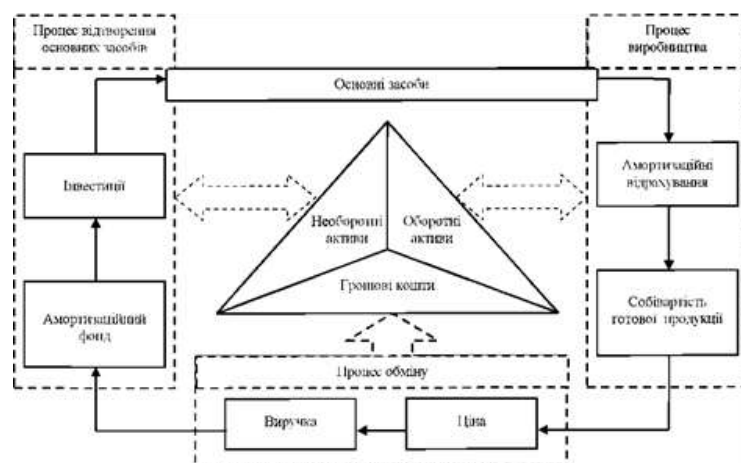 Процес відтворення
основних засобів
Процес
виробництва
Основні засоби
Інвестиції
Амортизаційні
відрахування
Необоротні
активи
Оборотні
активи
Грошові кошти
Амортизаційний
фонд
Собівартість
готової продукції
Процес обміну
Виручка
Ціна